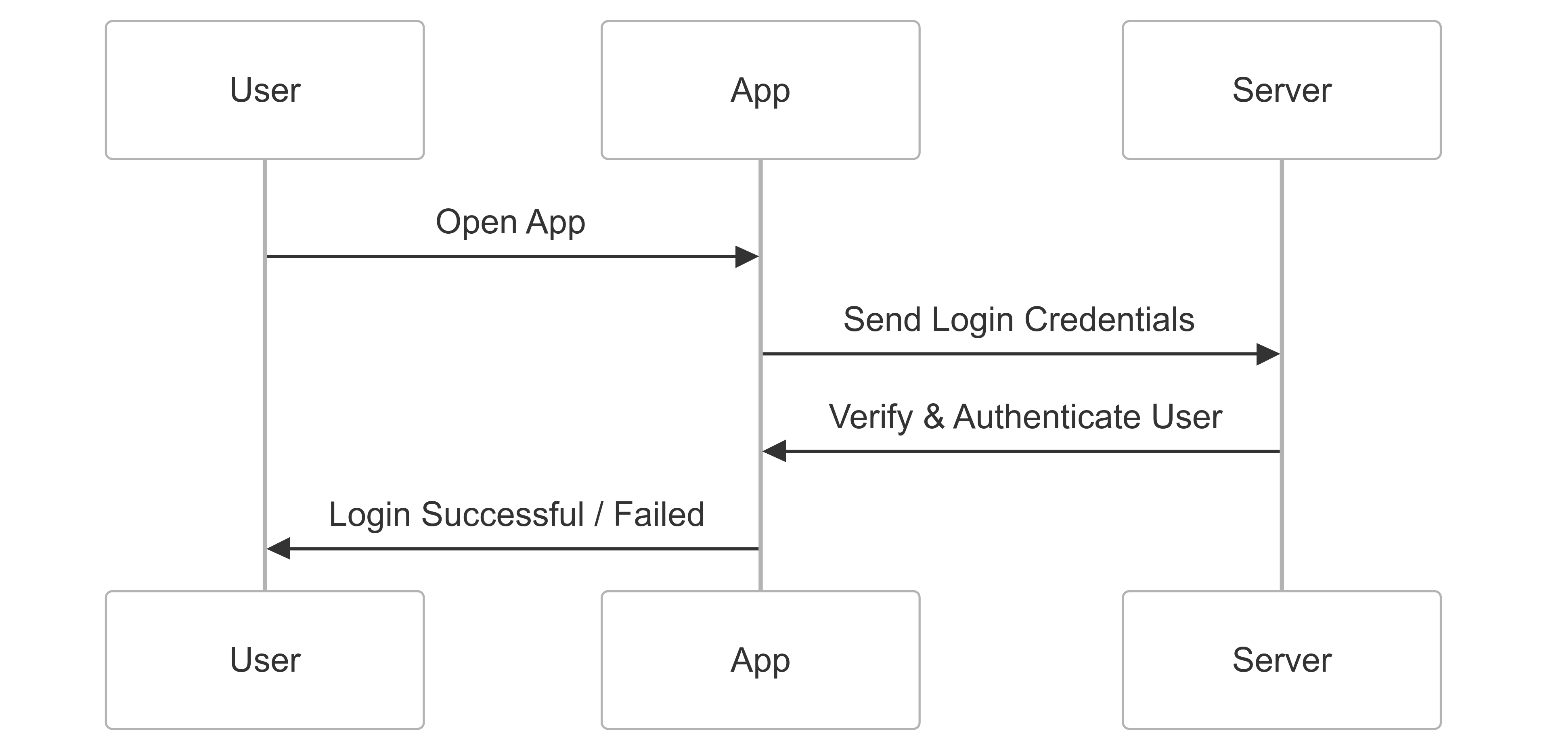 User
App
Server
Open App
Send Login Credentials
Verify & Authenticate User
Login Successful / Failed
User
App
Server